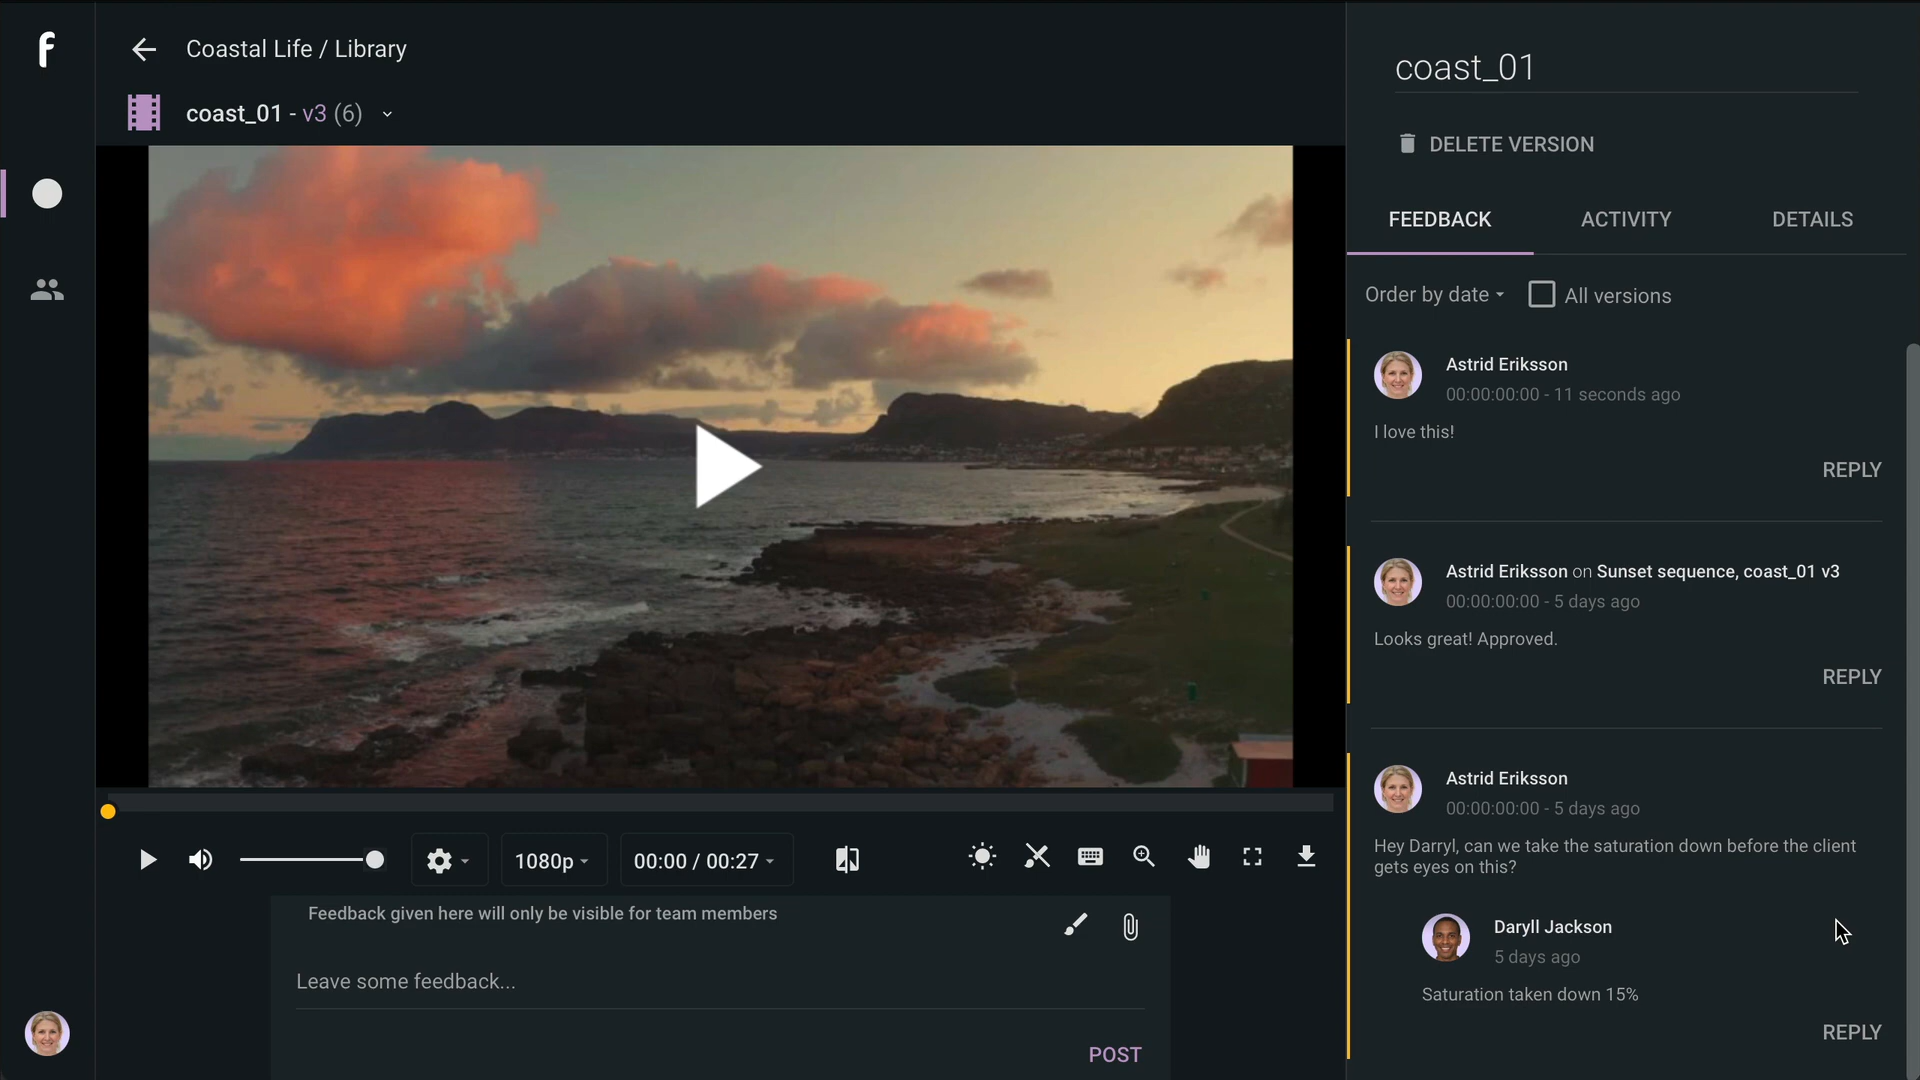 f
Coastal Life / Library
coast_01 - v3 (6)
1080p
00:00 / 00:27
Feedback given here will only be visible for team members
Leave some feedback...
POST
coast_01
DELETE VERSION
FEEDBACK ACTIVITY DETAILS
Order by date All versions
Astrid Eriksson
00:00:00:00 - 11 seconds ago
I love this!
REPLY
Astrid Eriksson on Sunset sequence, coast_01 v3
00:00:00:00 - 5 days ago
Looks great! Approved.
REPLY
Astrid Eriksson
00:00:00:00 - 5 days ago
Hey Darryl, can we take the saturation down before the client
gets eyes on this?
Daryll Jackson
5 days ago
Saturation taken down 15%
REPLY